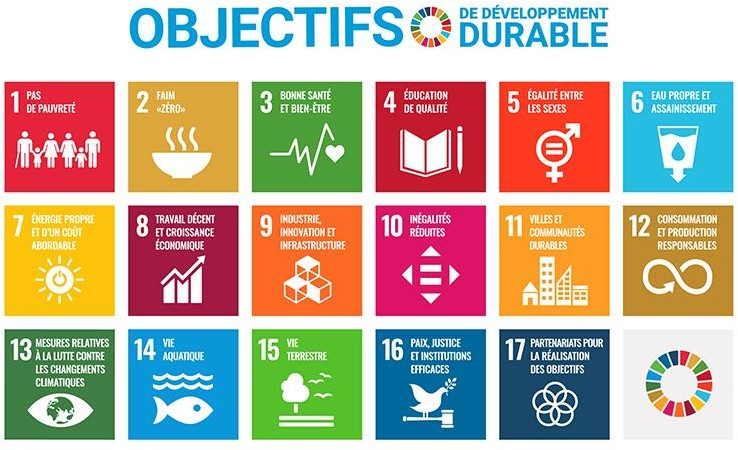 OBJECTIFS
DE DÉVELOPPEMENT
DURABLE
1 PAS
DE PAUVRETÉ
2 FAIM
«ZÉRO»
3 BONNE SANTÉ
ET BIEN-ÊTRE
4 ÉDUCATION
DE QUALITÉ
5 ÉGALITÉ ENTRE
LES SEXES
6 EAU PROPRE ET
ASSAINISSEMENT
7 ÉNERGIE PROPRE
ET D'UN COÛT
ABORDABLE
8 TRAVAIL DÉCENT
ET CROISSANCE
ÉCONOMIQUE
9 INDUSTRIE,
INNOVATION ET
INFRASTRUCTURE
10 INÉGALITÉS
RÉDUITES
11 VILLES ET
COMMUNAUTÉS
DURABLES
12 CONSOMMATION
ET PRODUCTION
RESPONSABLES
13 MESURES RELATIVES
À LA LUTTE CONTRE
LES CHANGEMENTS
CLIMATIQUES
14 VIE
AQUATIQUE
15 VIE
TERRESTRE
16 PAIX, JUSTICE
ET INSTITUTIONS
EFFICACES
17 PARTENARIATS POUR
LA RÉALISATION
DES OBJECTIFS